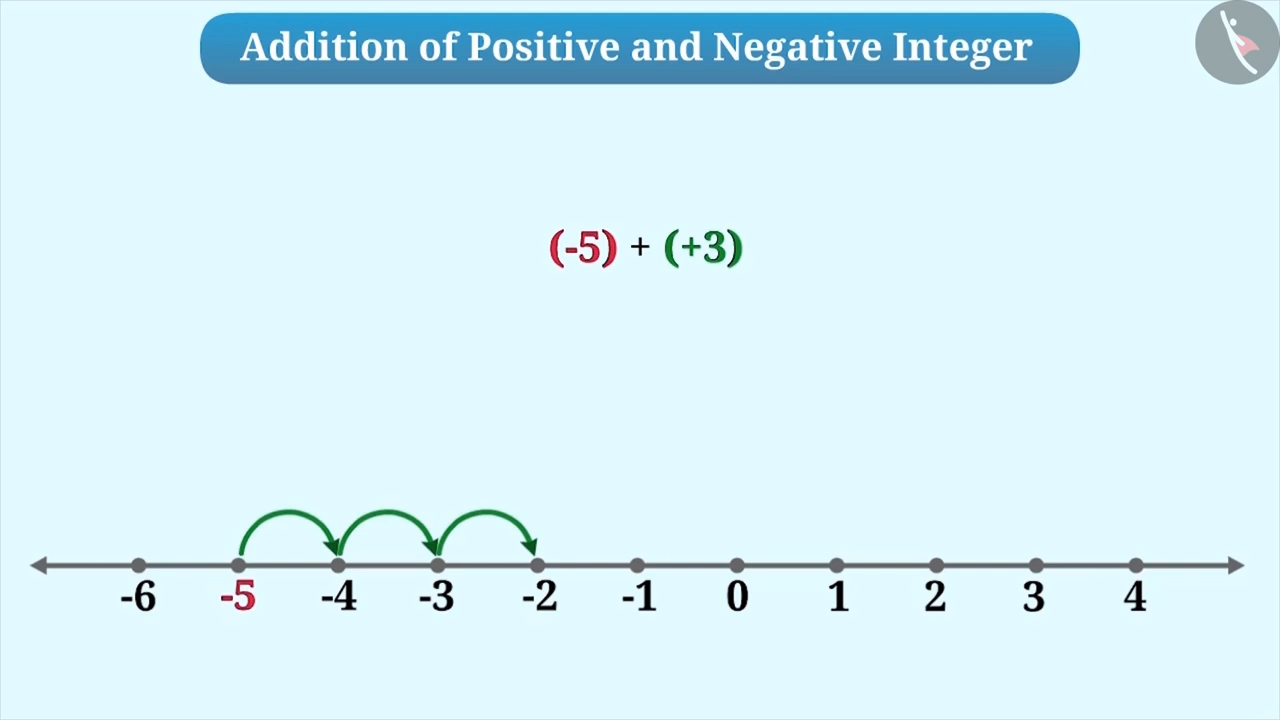 Addition of Positive and Negative Integer
(-5) + (+3)
-6 -5 -4 -3 -2 -1 0 1 2 3 4